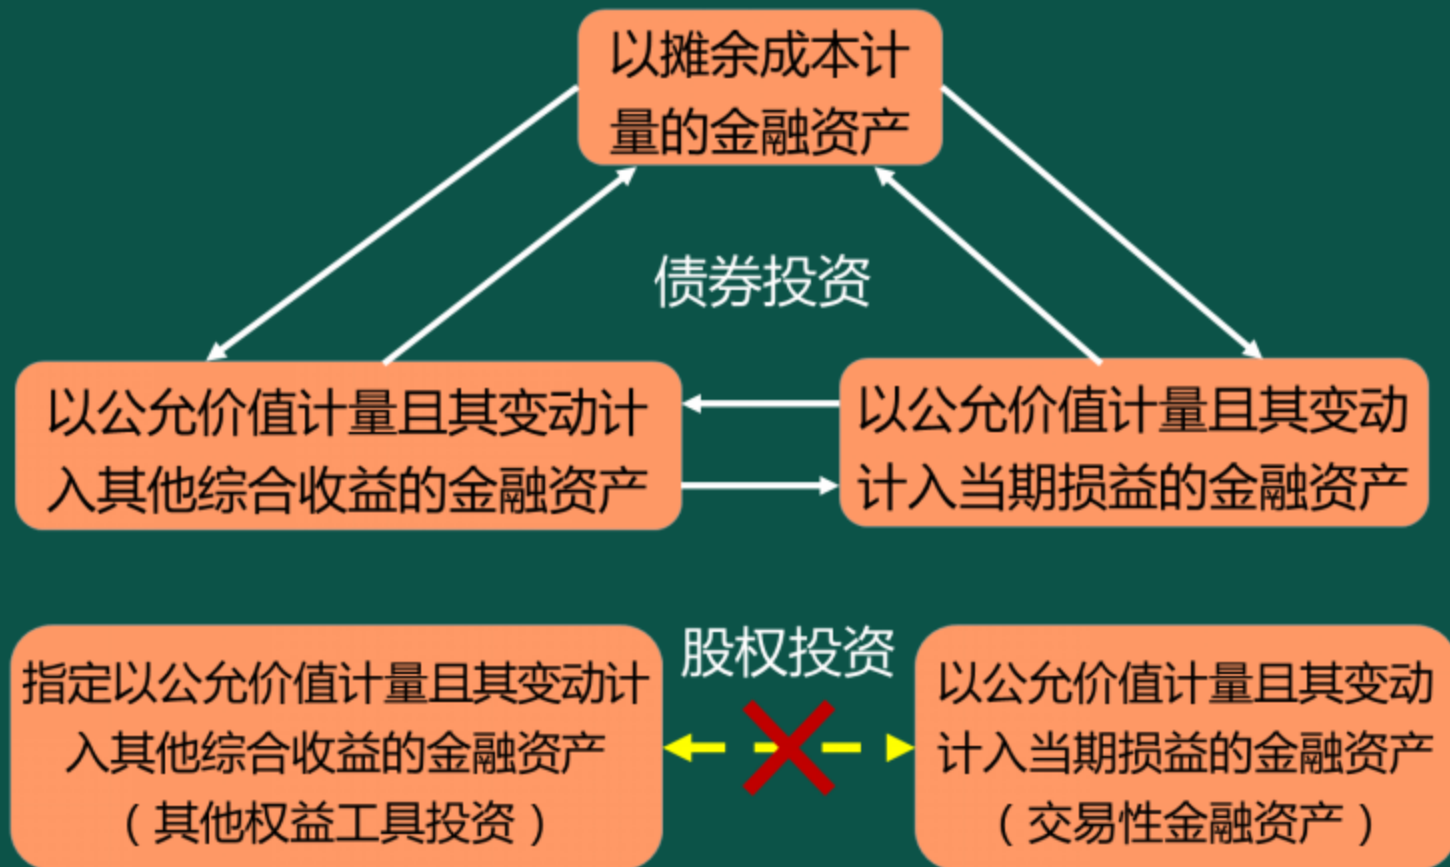 以摊余成本计
量的金融资产
债券投资
以公允价值计量且其变动计
入其他综合收益的金融资产
以公允价值计量且其变动
计入当期损益的金融资产
股权投资
指定以公允价值计量且其变动计
入其他综合收益的金融资产
（其他权益工具投资）
以公允价值计量且其变动
计入当期损益的金融资产
（交易性金融资产）